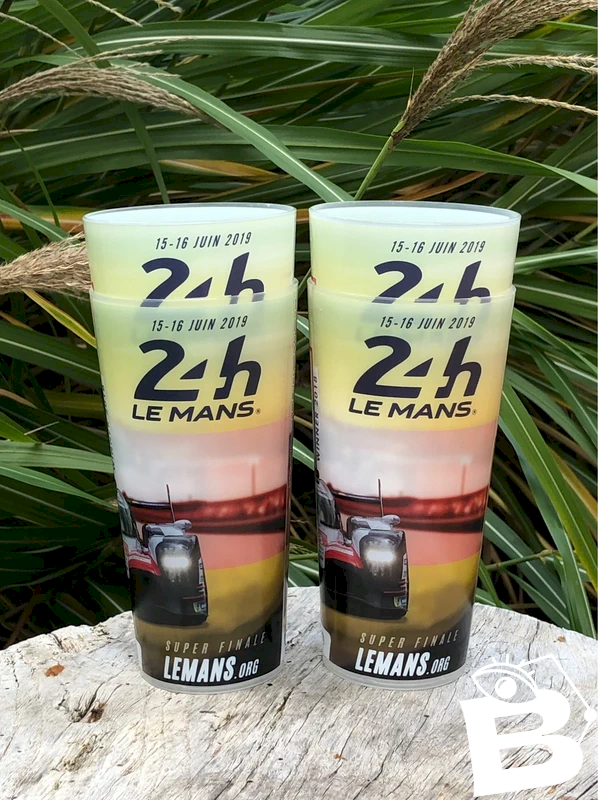 15-16 JUIN 2019
24h
15-16 JUIN 2019
24h
LE MANS®
SUPER FINALE
LEMANS.ORG
15-16 JUIN 2019
24h
15-16 JUIN 2019
24h
LE MANS®
SUPER FINALE
LEMANS.ORG
B